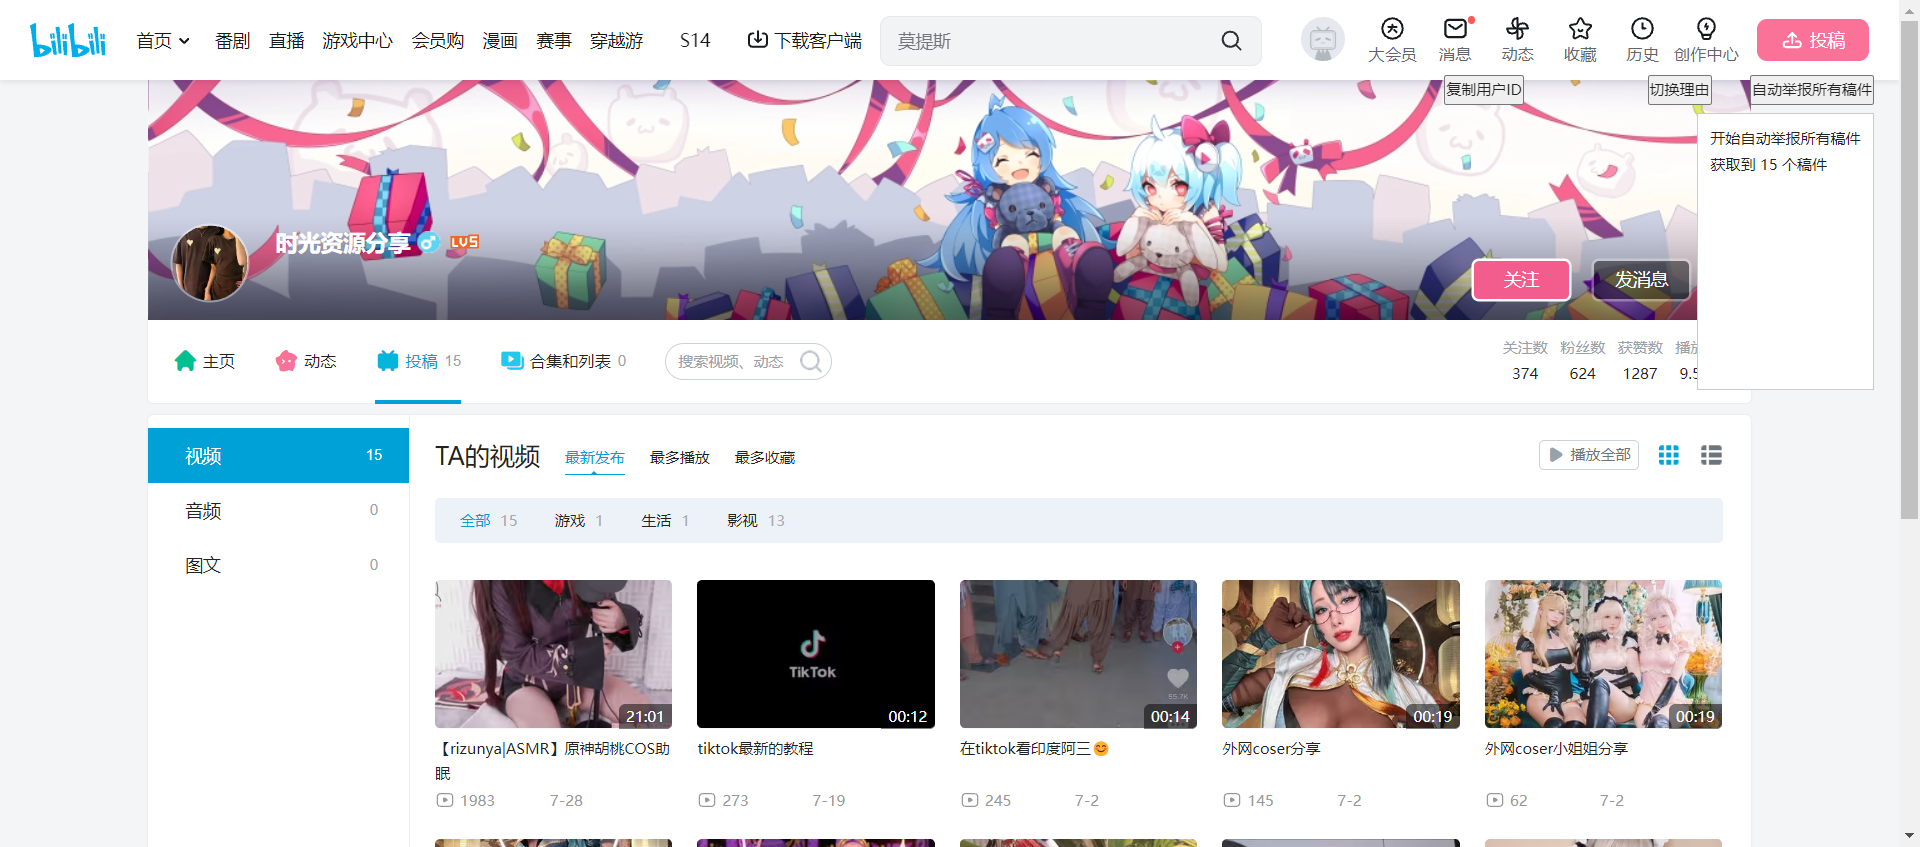 bilibili 首页 番剧 直播 游戏中心 会员购 漫画 赛事 穿越游 S14 下载客户端 莫提斯 大会员 消息 动态 收藏 历史 创作中心 投稿
复制用户ID 切换理由 自动举报所有稿件
开始自动举报所有稿件
获取到 15 个稿件
时光资源分享 LV5
关注 发消息
主页 动态 投稿 15 合集和列表 0 搜索视频、动态
关注数 粉丝数 获赞数 播放
374 624 1287 9.5
视频 15
音频 0
图文 0
TA的视频 最新发布 最多播放 最多收藏 播放全部
全部 15 游戏 1 生活 1 影视 13
TikTok
95.7K
21:01 00:12 00:14 00:19 00:19
【rizunya|ASMR】原神胡桃COS助眠
1983 7-28
tiktok最新的教程
273 7-19
在tiktok看印度阿三😊
245 7-2
外网coser分享
145 7-2
外网coser小姐姐分享
62 7-2